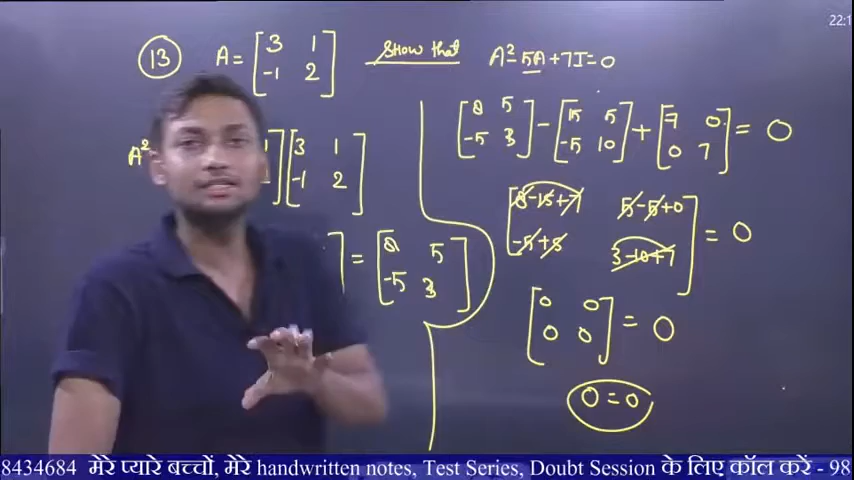 22:1
13 A = [3 1 -1 2] Show that A² - 5A + 7I = 0
A² [3 1 -1 2]
= [8 5 -5 3]
[8 5 -5 3] - [15 5 -5 10] + [7 0 0 7] = 0
[8-15+7 5-5+0 -5+5 3-10+7] = 0
[0 0 0 0] = 0
0 = 0
8434684 मेरे प्यारे बच्चों, मेरे handwritten notes, Test Series, Doubt Session के लिए कॉल करें - 98